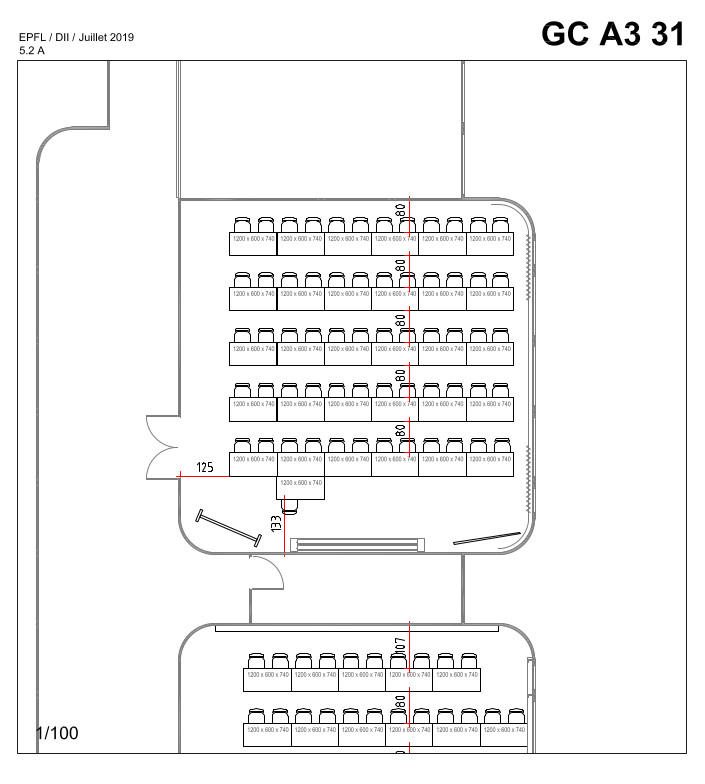 EPFL / DII / Juillet 2019
5.2 A
GC A3 31
80
1200 x 600 x 740 1200 x 600 x 740 1200 x 600 x 740 1200 x 600 x 740 1200 x 600 x 740 1200 x 600 x 740
80
1200 x 600 x 740 1200 x 600 x 740 1200 x 600 x 740 1200 x 600 x 740 1200 x 600 x 740 1200 x 600 x 740
80
1200 x 600 x 740 1200 x 600 x 740 1200 x 600 x 740 1200 x 600 x 740 1200 x 600 x 740 1200 x 600 x 740
80
1200 x 600 x 740 1200 x 600 x 740 1200 x 600 x 740 1200 x 600 x 740 1200 x 600 x 740 1200 x 600 x 740
80
1200 x 600 x 740 1200 x 600 x 740 1200 x 600 x 740 1200 x 600 x 740 1200 x 600 x 740 1200 x 600 x 740
125
1200 x 600 x 740
133
107
1200 x 600 x 740 1200 x 600 x 740 1200 x 600 x 740 1200 x 600 x 740 1200 x 600 x 740
80
1200 x 600 x 740 1200 x 600 x 740 1200 x 600 x 740 1200 x 600 x 740 1200 x 600 x 740 1200 x 600 x 740
1/100